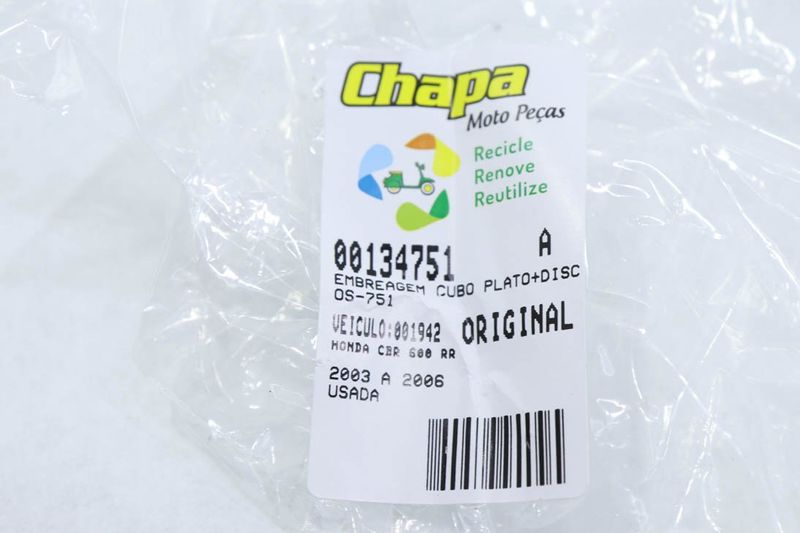 Chapa
Moto Peças
Recicle
Renove
Reutilize
00134751 A
EMBREAGEM CUBO PLATO+DISC
OS-751
VEICULO:001942 ORIGINAL
HONDA CBR 600 RR
2003 A 2006
USADA